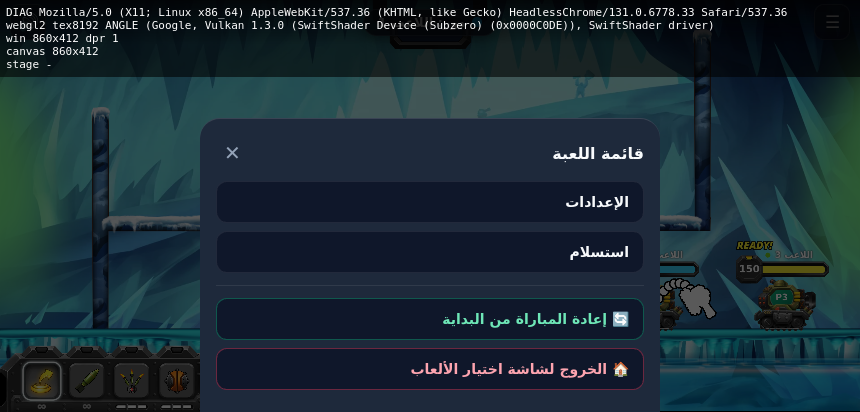 DIAG Mozilla/5.0 (X11; Linux x86_64) AppleWebKit/537.36 (KHTML, like Gecko) HeadlessChrome/131.0.6778.33 Safari/537.36
webgl2 tex8192 ANGLE (Google, Vulkan 1.3.0 (SwiftShader Device (Subzero) (0x0000C0DE)), SwiftShader driver)
win 860x412 dpr 1
canvas 860x412
stage -
قائمة اللعبة
✕
الإعدادات
استسلام
🔄 إعادة المباراة من البداية
🏠 الخروج لشاشة اختيار الألعاب
READY!
150
P3
∞
∞